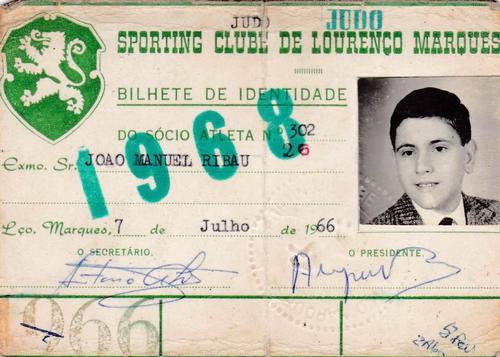 JUDO JUDO
SPORTING CLUBE DE LOURENÇO MARQUES
BILHETE DE IDENTIDADE
DO SÓCIO ATLETA Nº 302
26
Exmo. Sr. JOAO MANUEL RIBAU
1968
Lço. Marques, 7 de Julho de 1966
O SECRETÁRIO. O PRESIDENTE.
966